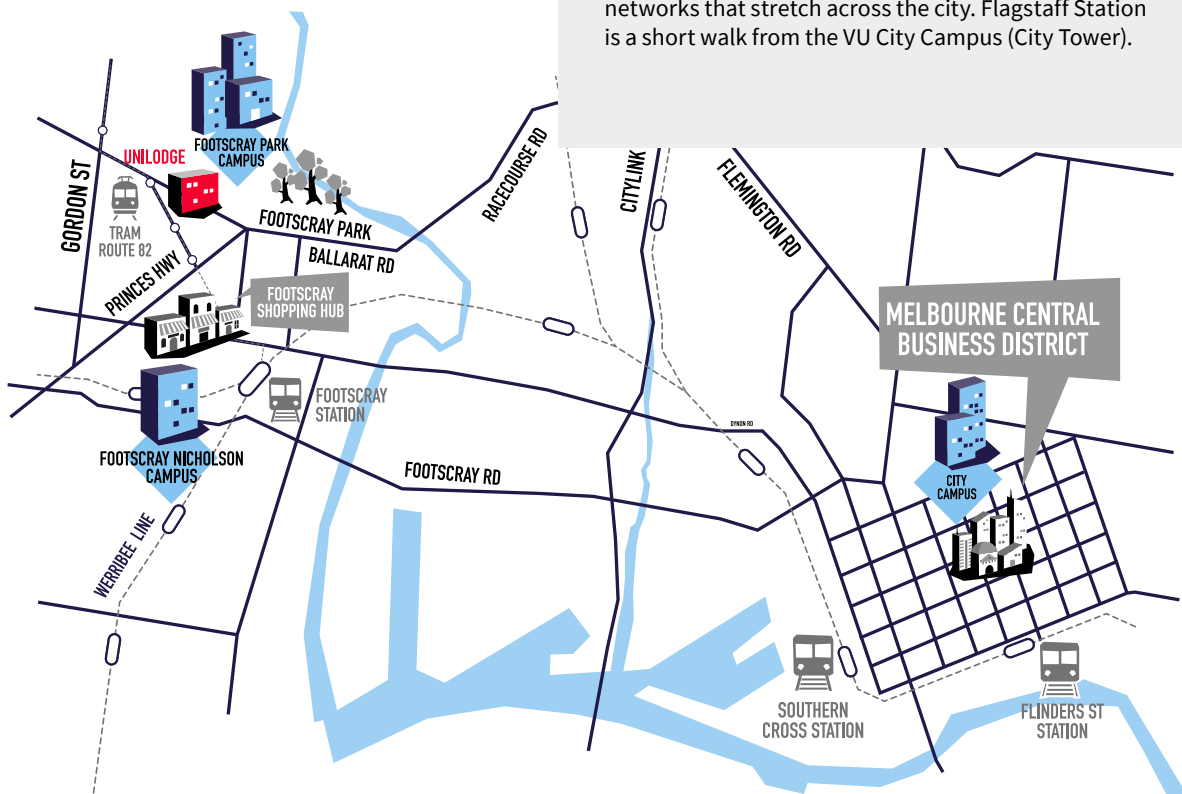 networks that stretch across the city. Flagstaff Station
is a short walk from the VU City Campus (City Tower).
FOOTSCRAY PARK
CAMPUS
UNILODGE
GORDON ST
TRAM
ROUTE 82
FOOTSCRAY PARK
BALLARAT RD
RACECOURSE RD
CITYLINK
FLEMINGTON RD
PRINCES HWY
FOOTSCRAY
SHOPPING HUB
MELBOURNE CENTRAL
BUSINESS DISTRICT
FOOTSCRAY
STATION
DYNON RD
FOOTSCRAY NICHOLSON
CAMPUS
FOOTSCRAY RD
CITY
CAMPUS
WERRIBEE LINE
SOUTHERN
CROSS STATION
FLINDERS ST
STATION